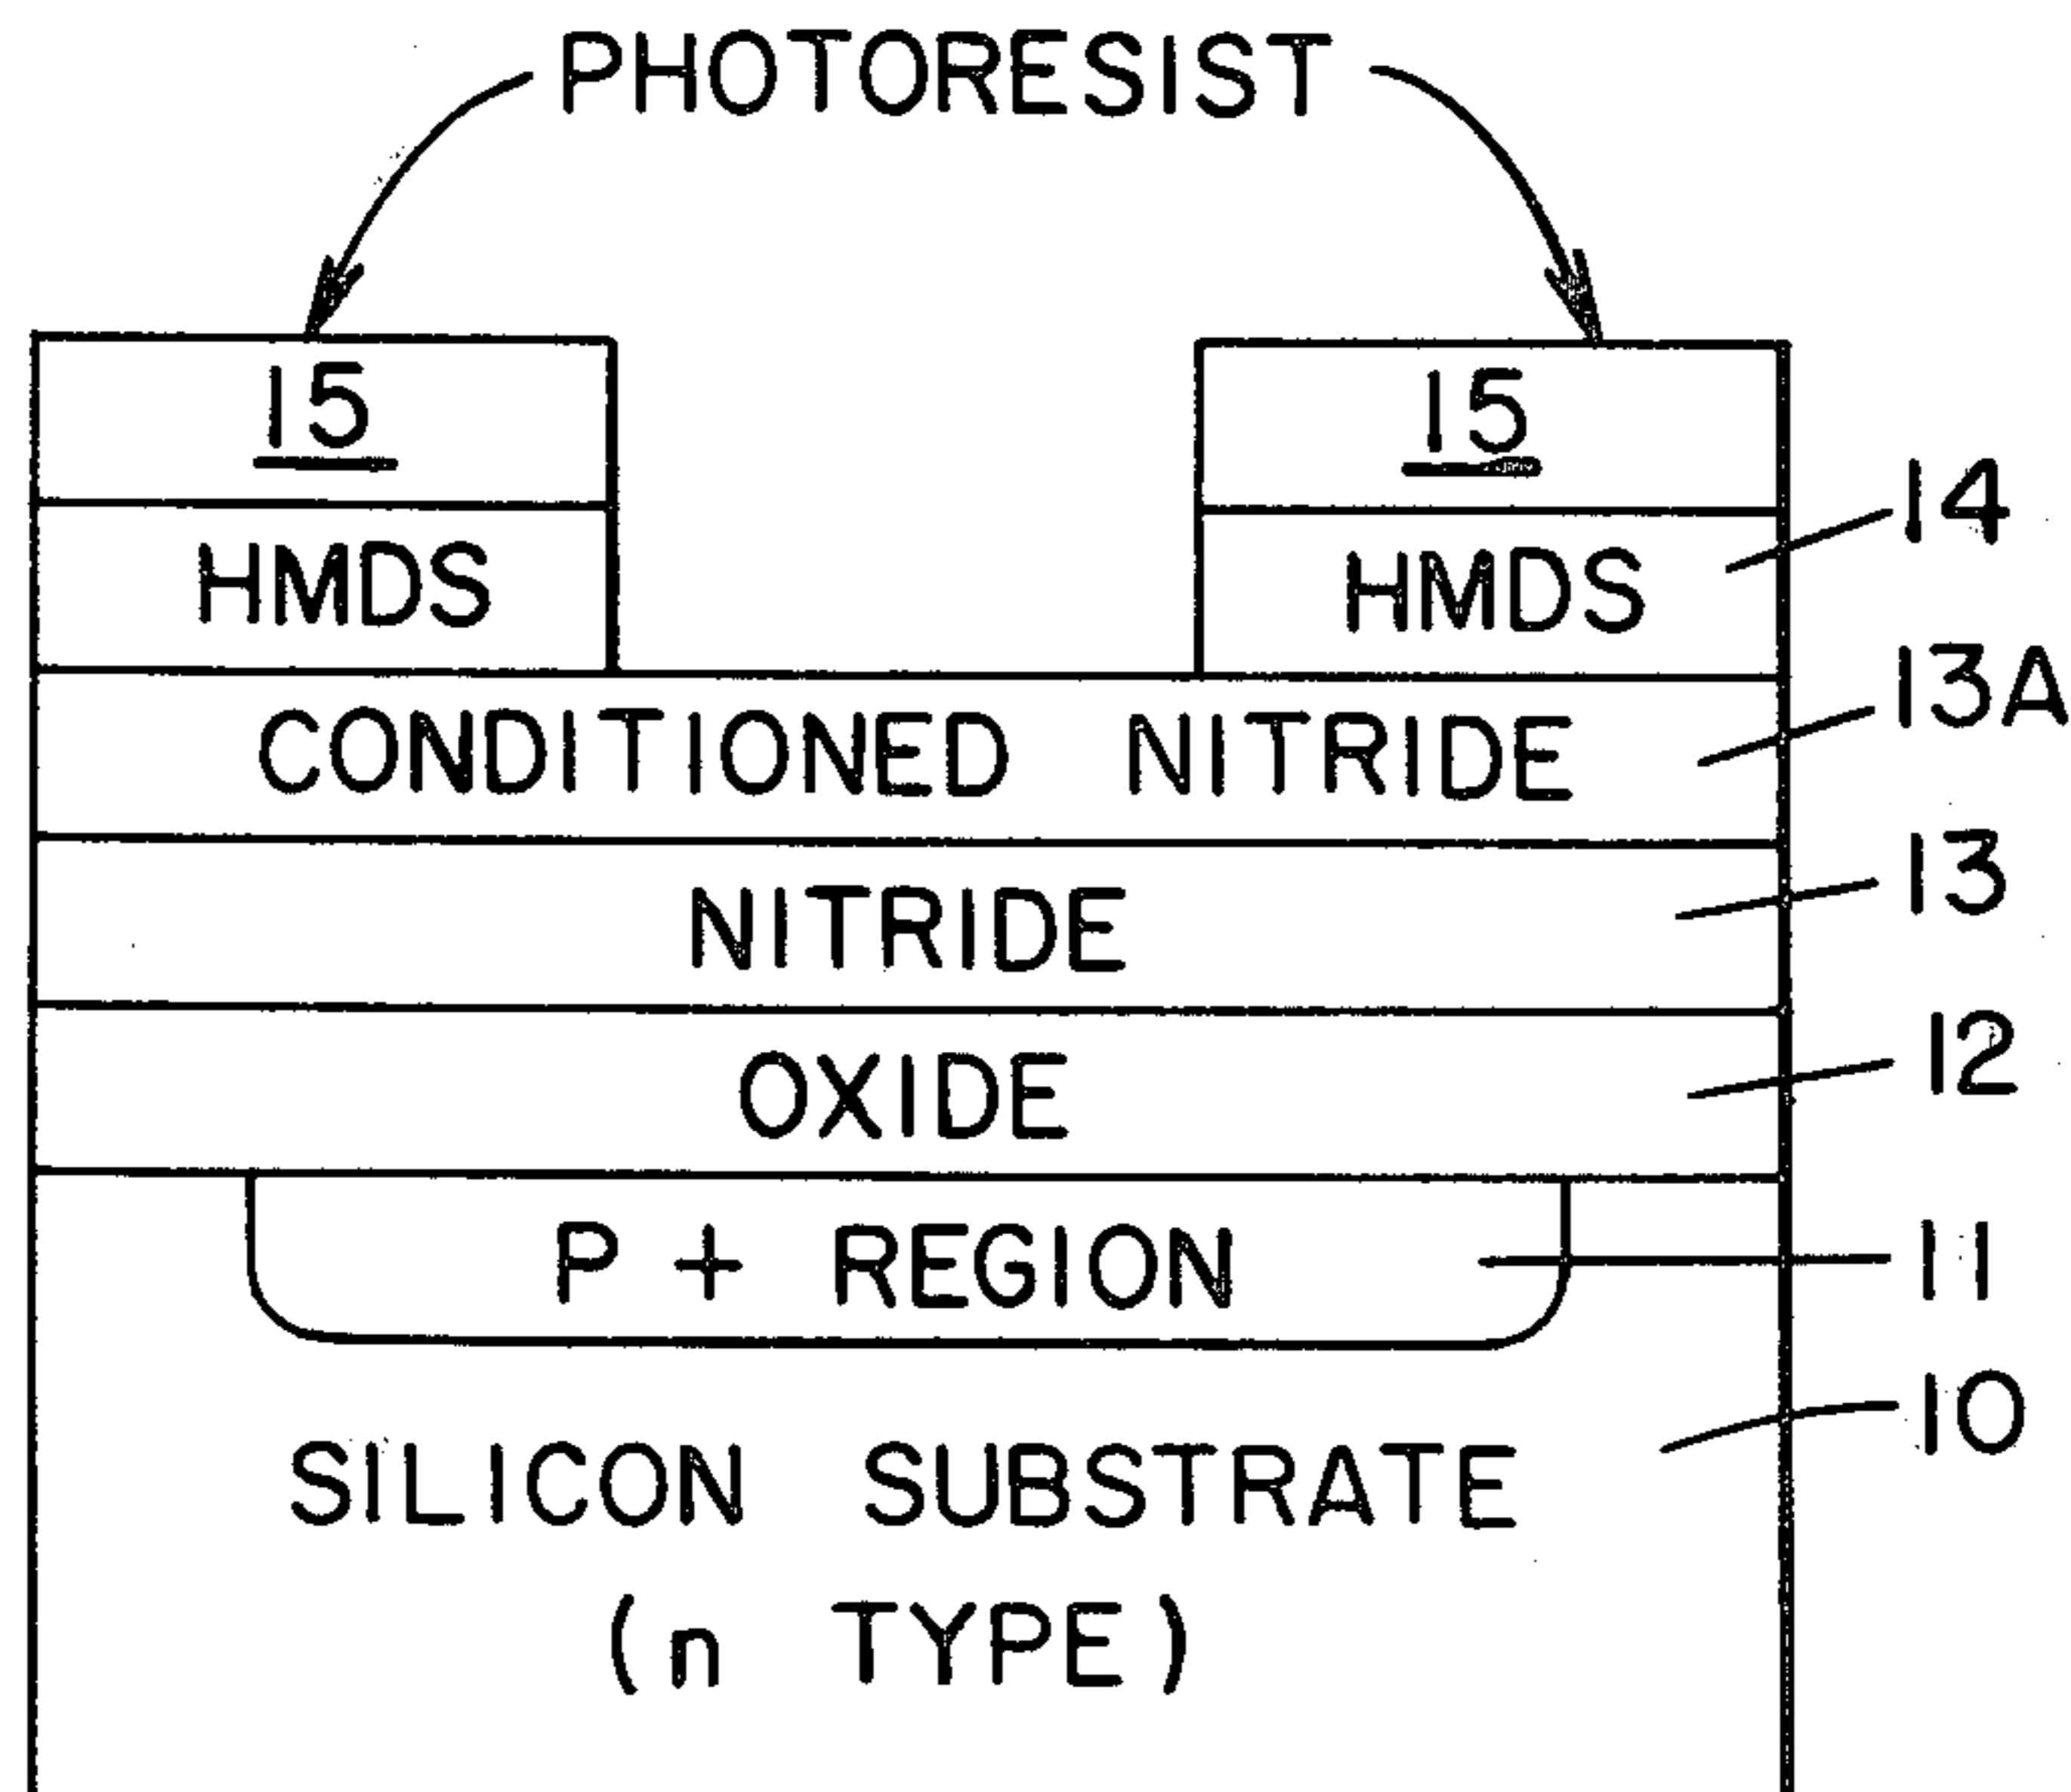 PHOTORESIST
15 15
14
HMDS HMDS
13A
CONDITIONED NITRIDE
13
NITRIDE
12
OXIDE
P + REGION 11
10
SILICON SUBSTRATE
(n TYPE)